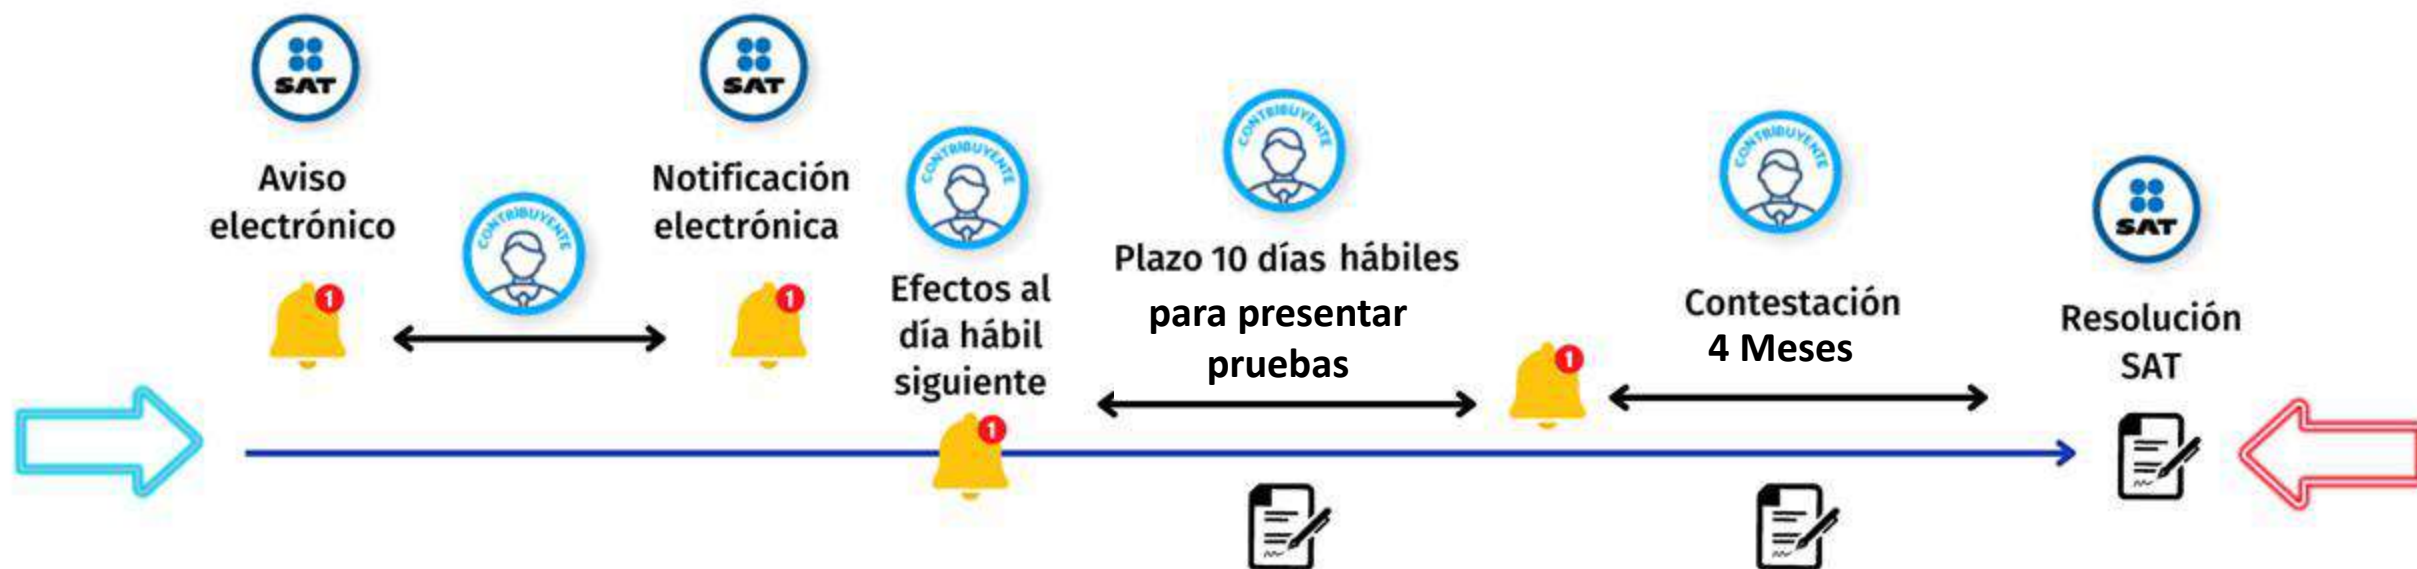 SAT
Aviso
electrónico
1
CONTRIBUYENTE
SAT
Notificación
electrónica
1
CONTRIBUYENTE
Efectos al
día hábil
siguiente
1
CONTRIBUYENTE
Plazo 10 días hábiles
para presentar
pruebas
1
CONTRIBUYENTE
Contestación
4 Meses
SAT
Resolución
SAT